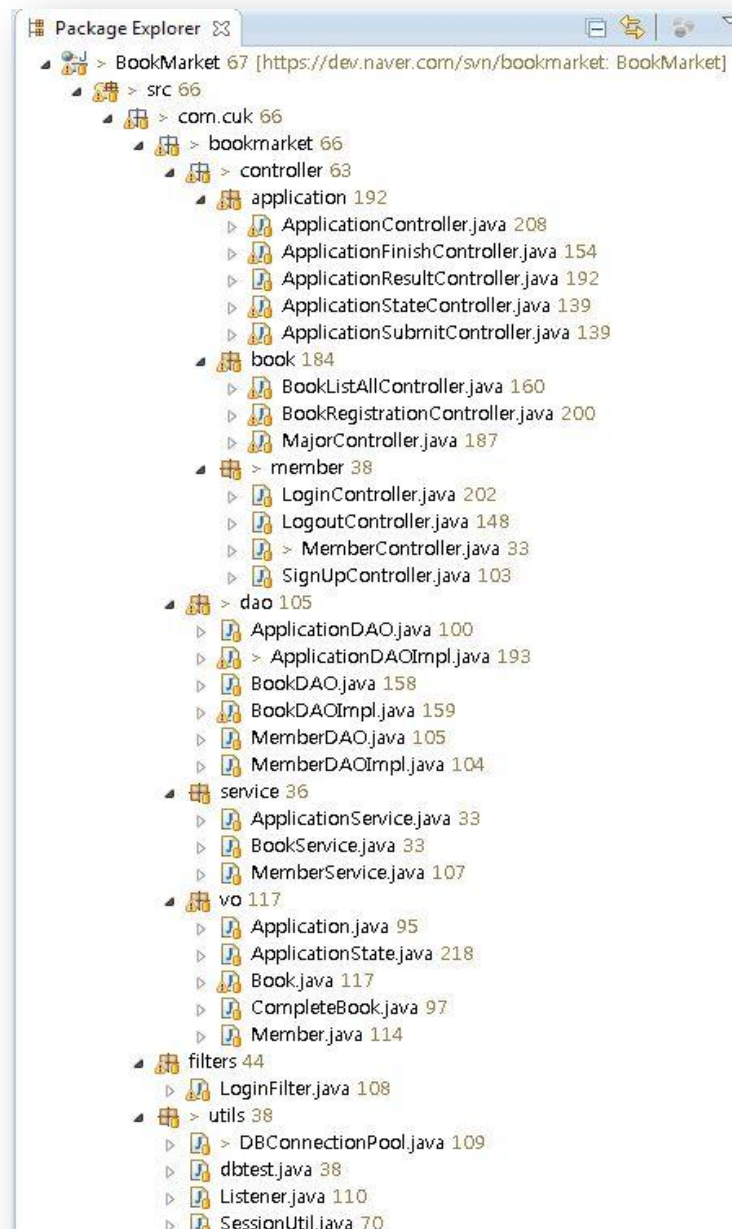 Package Explorer
> BookMarket 67 [https://dev.naver.com/svn/bookmarket: BookMarket]
> src 66
> com.cuk 66
> bookmarket 66
> controller 63
application 192
ApplicationController.java 208
ApplicationFinishController.java 154
ApplicationResultController.java 192
ApplicationStateController.java 139
ApplicationSubmitController.java 139
book 184
BookListAllController.java 160
BookRegistrationController.java 200
MajorController.java 187
> member 38
LoginController.java 202
LogoutController.java 148
> MemberController.java 33
SignUpController.java 103
> dao 105
ApplicationDAO.java 100
> ApplicationDAOImpl.java 193
BookDAO.java 158
BookDAOImpl.java 159
MemberDAO.java 105
MemberDAOImpl.java 104
service 36
ApplicationService.java 33
BookService.java 33
MemberService.java 107
vo 117
Application.java 95
ApplicationState.java 218
Book.java 117
CompleteBook.java 97
Member.java 114
filters 44
LoginFilter.java 108
> utils 38
> DBConnectionPool.java 109
dbtest.java 38
Listener.java 110
SessionUtil.java 70